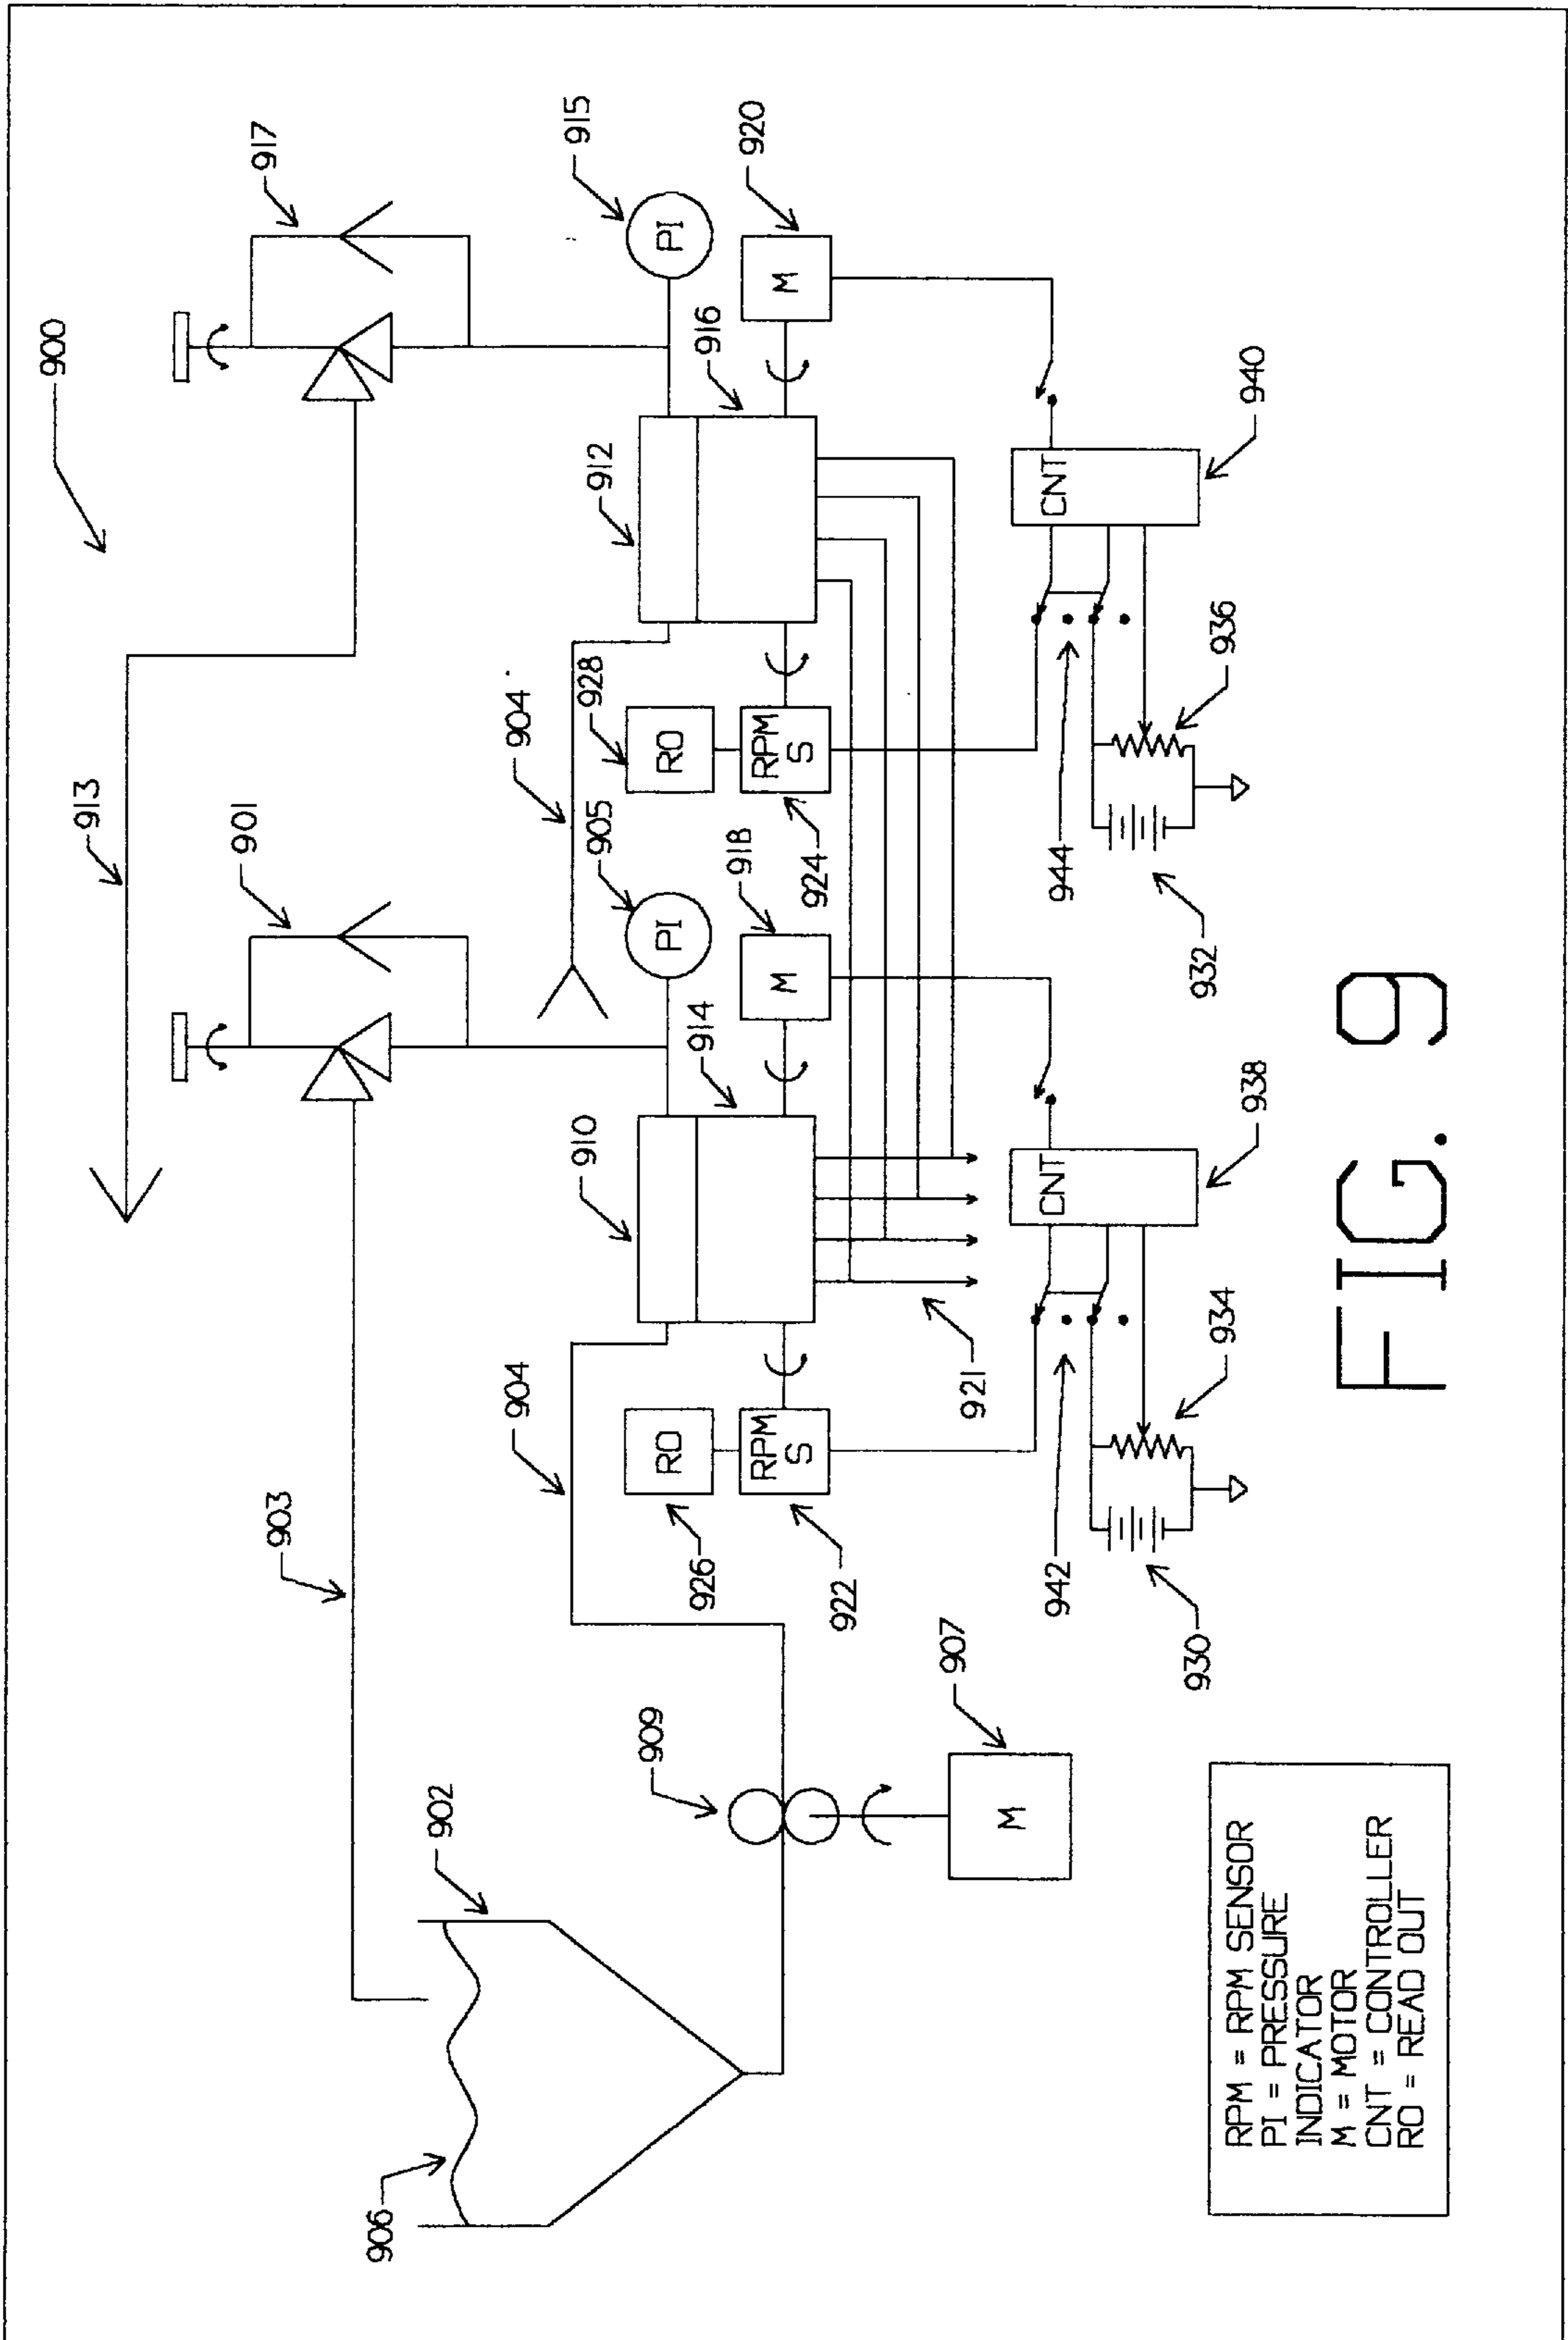 900
913
901
917
903
906
902
904
904
915
910
928
905
912
909
RO
PI
RO
PI
926
914
916
918
920
RPM
S
M
RPM
S
M
922
924
907
921
M
942
CNT
944
CNT
930
934
938
932
936
940
RPM = RPM SENSOR
PI = PRESSURE
INDICATOR
M = MOTOR
CNT = CONTROLLER
RO = READ OUT
FIG. 9